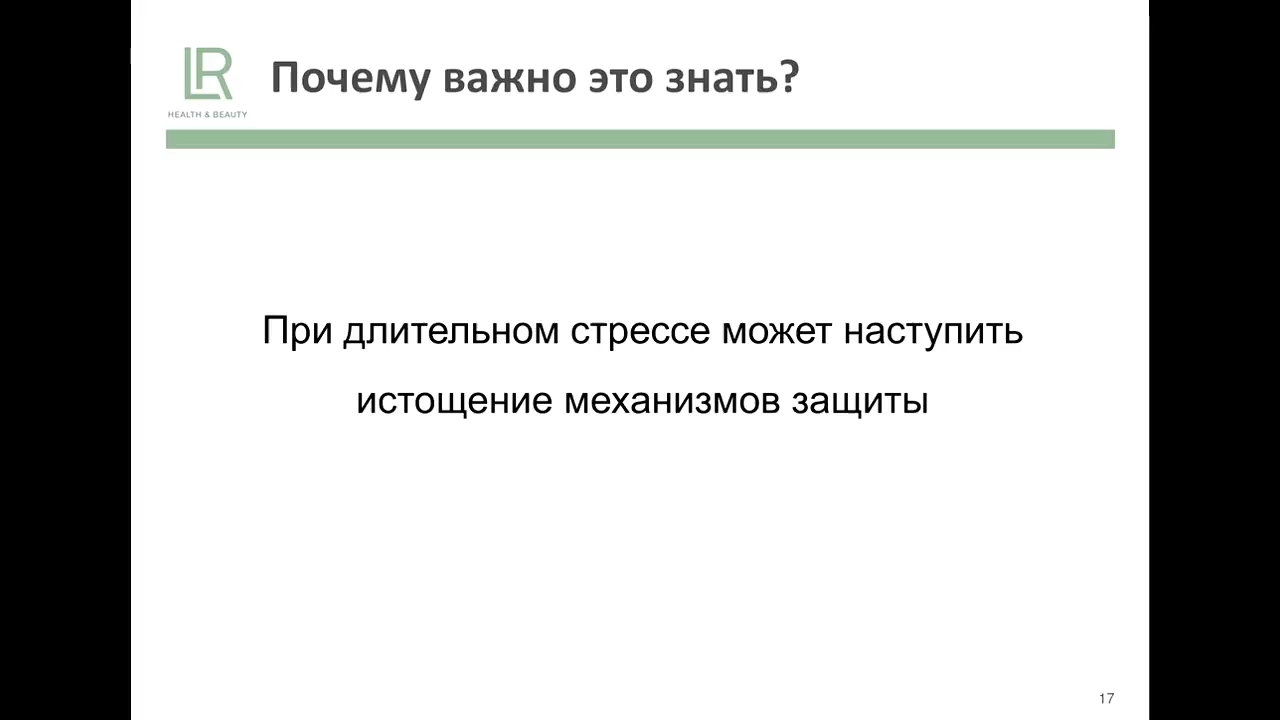 LR
Почему важно это знать?
HEALTH & BEAUTY
При длительном стрессе может наступить
истощение механизмов защиты
17